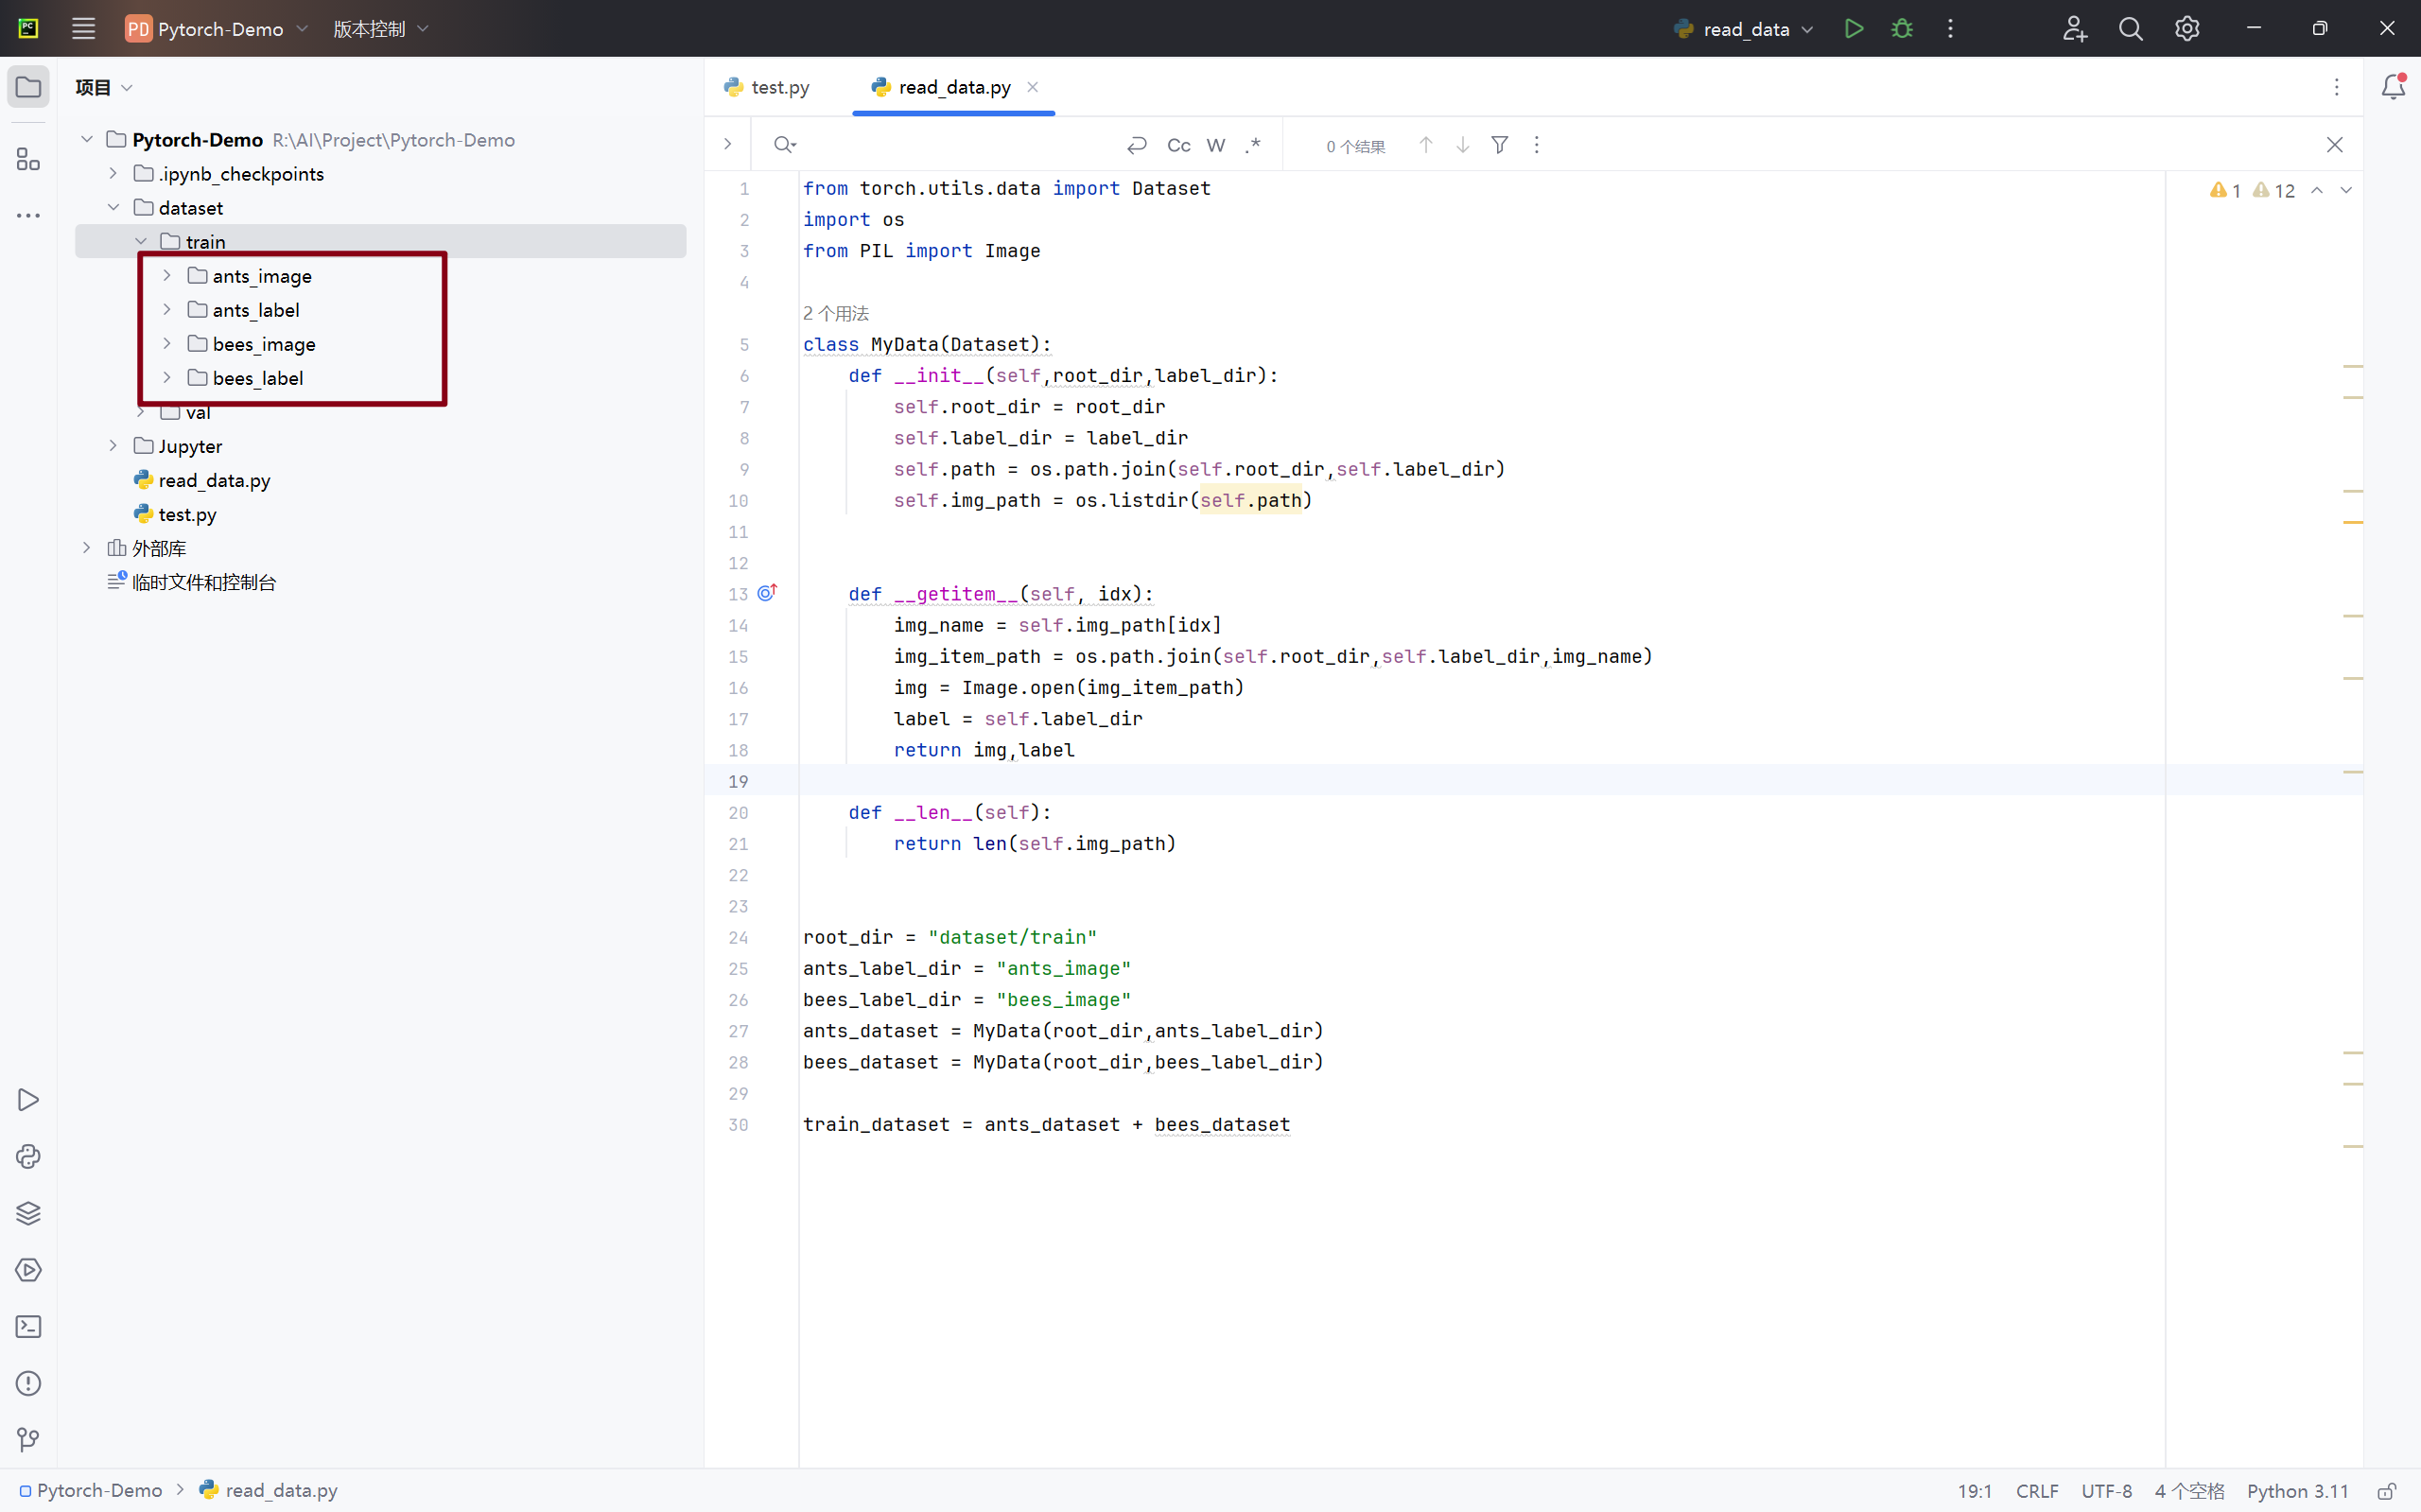 PC PD Pytorch-Demo 版本控制 read_data
项目
Pytorch-Demo R:\AI\Project\Pytorch-Demo
.ipynb_checkpoints
dataset
train
ants_image
ants_label
bees_image
bees_label
val
Jupyter
read_data.py
test.py
外部库
临时文件和控制台
test.py read_data.py
Cc W .* 0 个结果
1 from torch.utils.data import Dataset
1 12
2 import os
3 from PIL import Image
4
2 个用法
5 class MyData(Dataset):
6 def __init__(self,root_dir,label_dir):
7 self.root_dir = root_dir
8 self.label_dir = label_dir
9 self.path = os.path.join(self.root_dir,self.label_dir)
10 self.img_path = os.listdir(self.path)
11
12
13 def __getitem__(self, idx):
14 img_name = self.img_path[idx]
15 img_item_path = os.path.join(self.root_dir,self.label_dir,img_name)
16 img = Image.open(img_item_path)
17 label = self.label_dir
18 return img,label
19
20 def __len__(self):
21 return len(self.img_path)
22
23
24 root_dir = "dataset/train"
25 ants_label_dir = "ants_image"
26 bees_label_dir = "bees_image"
27 ants_dataset = MyData(root_dir,ants_label_dir)
28 bees_dataset = MyData(root_dir,bees_label_dir)
29
30 train_dataset = ants_dataset + bees_dataset
Pytorch-Demo read_data.py 19:1 CRLF UTF-8 4 个空格 Python 3.11